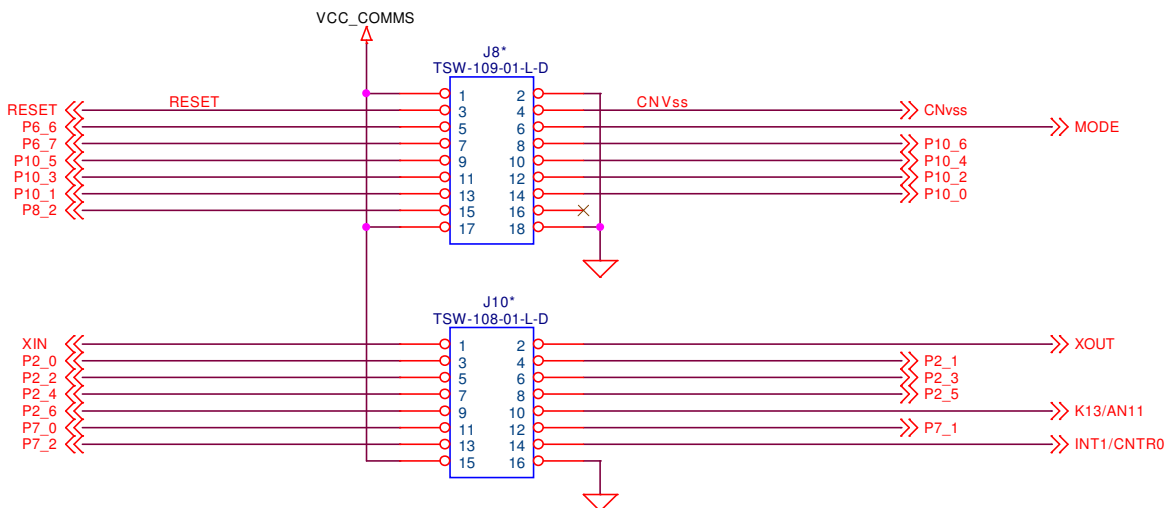 VCC_COMMS
J8*
TSW-109-01-L-D
1 2
RESET RESET 3 4 CNVss CNvss
P6_6 5 6 MODE
P6_7 7 8 P10_6
P10_5 9 10 P10_4
P10_3 11 12 P10_2
P10_1 13 14 P10_0
P8_2 15 16
17 18
J10*
TSW-108-01-L-D
XIN 1 2 XOUT
P2_0 3 4 P2_1
P2_2 5 6 P2_3
P2_4 7 8 P2_5
P2_6 9 10 K13/AN11
P7_0 11 12 P7_1
P7_2 13 14 INT1/CNTR0
15 16